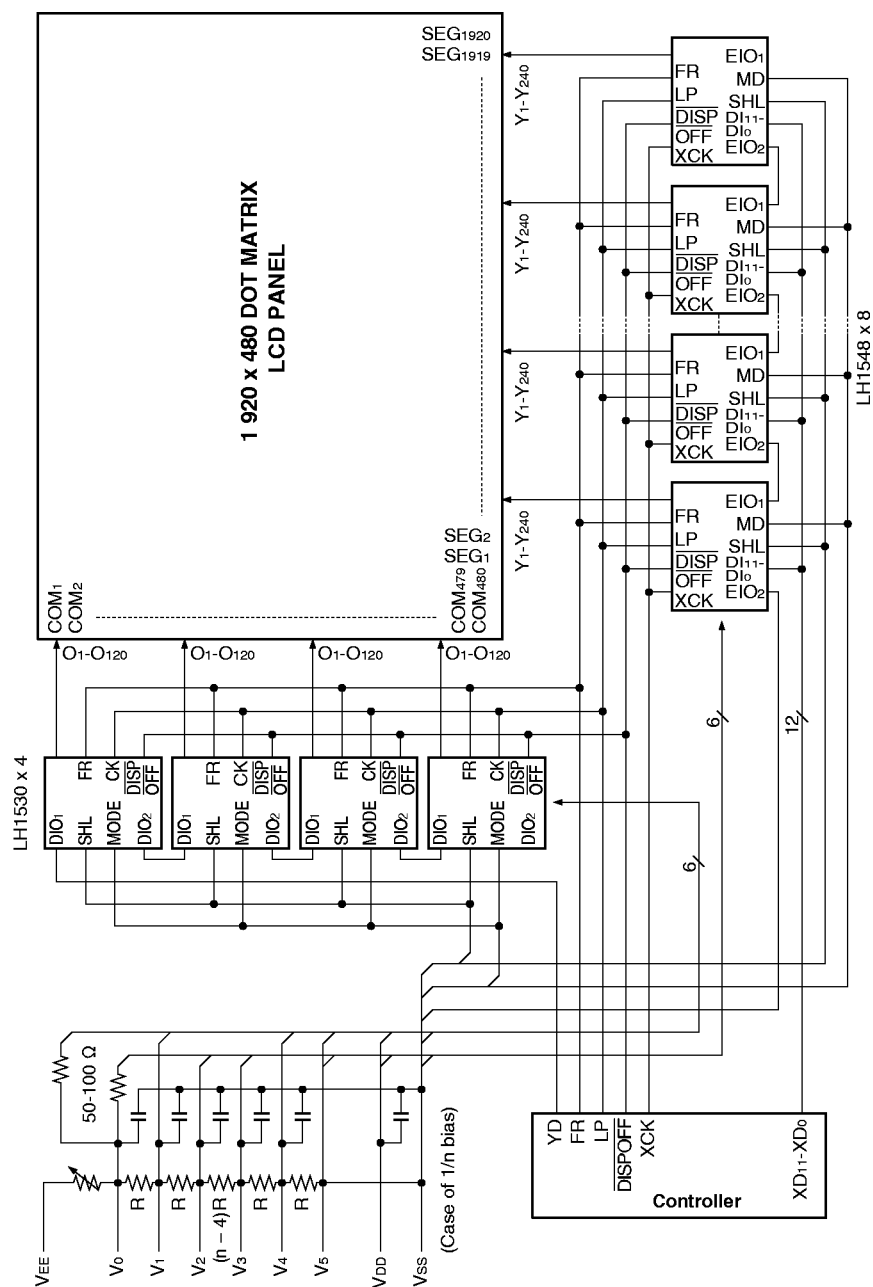 SEG1920
SEG1919
1 920 x 480 DOT MATRIX
LCD PANEL
SEG2
SEG1
COM1
COM2
COM479
COM480
Y1-Y240
Y1-Y240
Y1-Y240
Y1-Y240
EIO1
FR
MD
LP
SHL
DISP
OFF
DI11-
DI0
XCK
EIO2
EIO1
FR
MD
LP
SHL
DISP
OFF
DI11-
DI0
XCK
EIO2
EIO1
FR
MD
LP
SHL
DISP
OFF
DI11-
DI0
XCK
EIO2
EIO1
FR
MD
LP
SHL
DISP
OFF
DI11-
DI0
XCK
EIO2
LH1548 x 8
O1-O120
O1-O120
O1-O120
O1-O120
LH1530 x 4
FR
CK
DISP
OFF
DIO1
SHL
MODE
DIO2
FR
CK
DISP
OFF
DIO1
SHL
MODE
DIO2
FR
CK
DISP
OFF
DIO1
SHL
MODE
DIO2
FR
CK
DISP
OFF
DIO1
SHL
MODE
DIO2
6
12
6
50-100 Ω
R
R
(n – 4)R
R
R
(Case of 1/n bias)
VEE
V0
V1
V2
V3
V4
V5
VDD
VSS
YD
FR
LP
DISPOFF
XCK
XD11-XD0
Controller